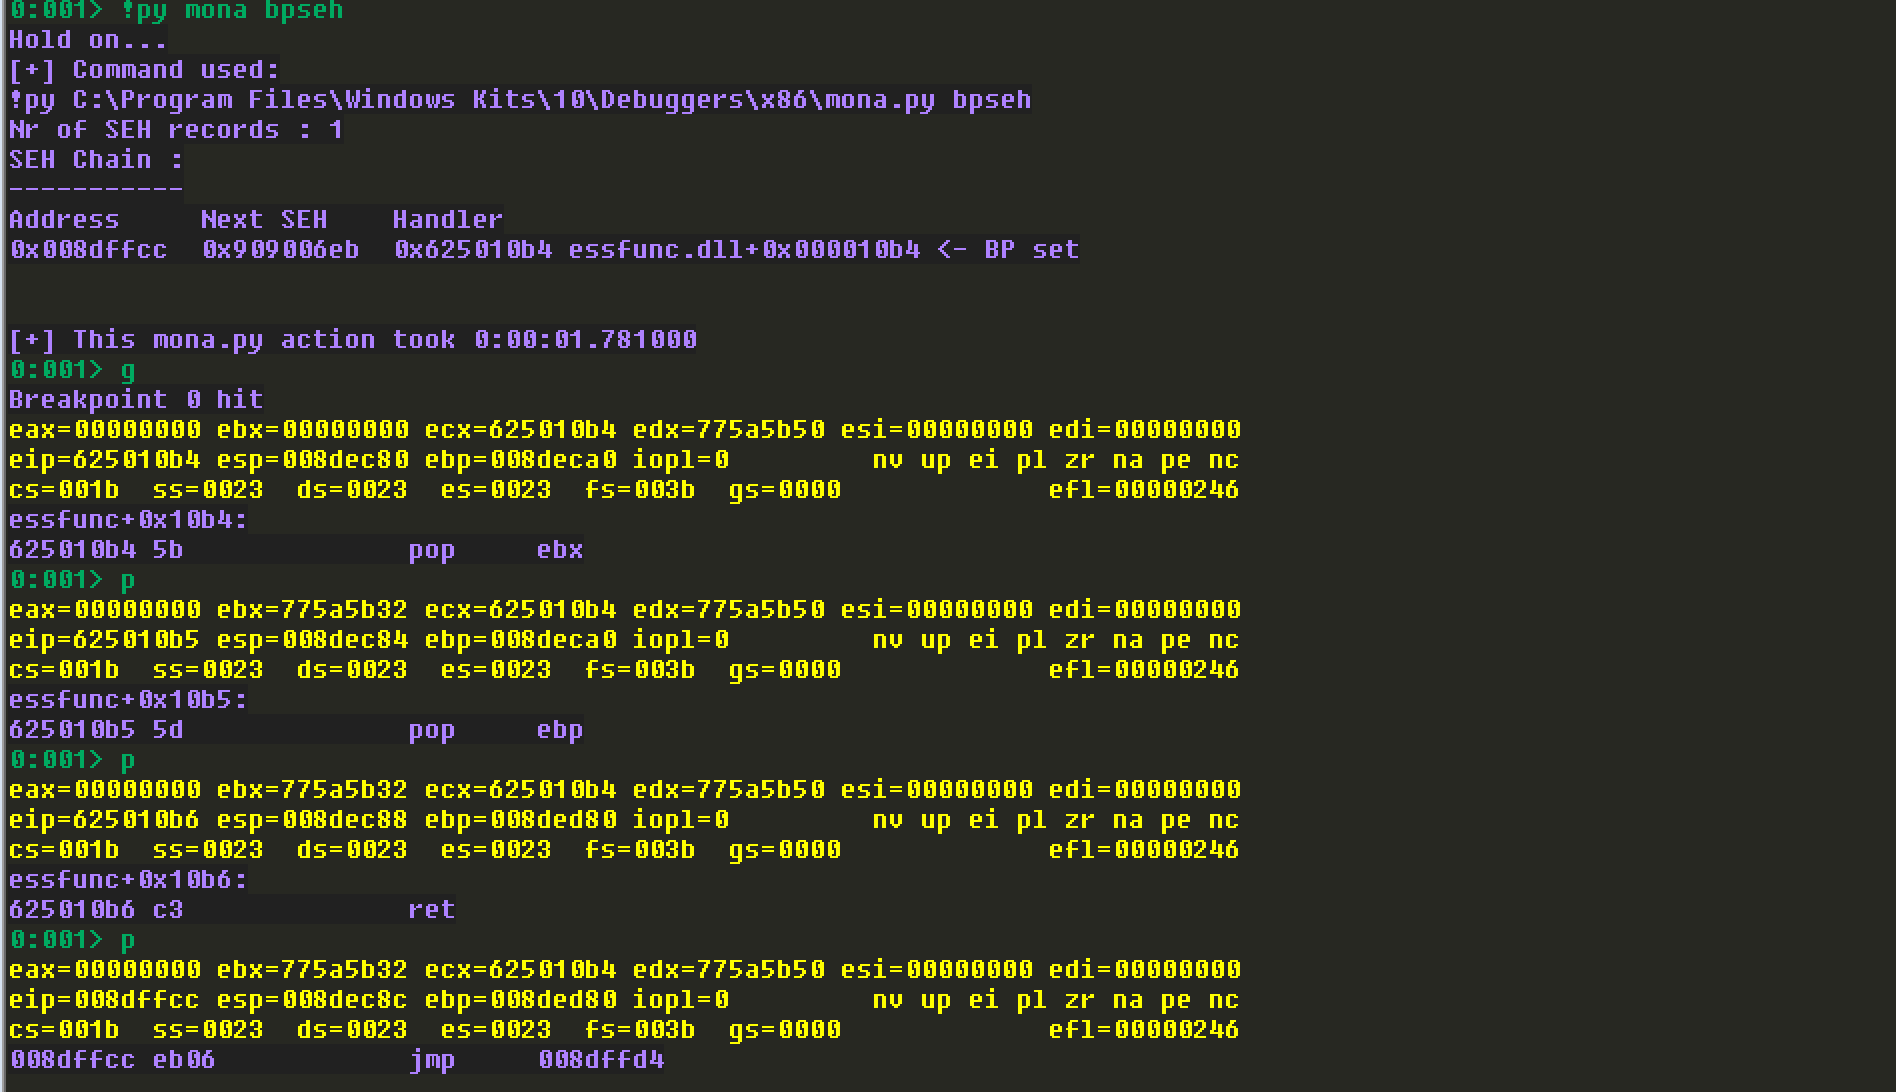 0:001> !py mona bpseh
Hold on...
[+] Command used:
!py C:\Program Files\Windows Kits\10\Debuggers\x86\mona.py bpseh
Nr of SEH records : 1
SEH Chain :
-----------
Address     Next SEH    Handler
0x008dffcc  0x909006eb  0x625010b4 essfunc.dll+0x000010b4 <- BP set
[+] This mona.py action took 0:00:01.781000
0:001> g
Breakpoint 0 hit
eax=00000000 ebx=00000000 ecx=625010b4 edx=775a5b50 esi=00000000 edi=00000000
eip=625010b4 esp=008dec80 ebp=008deca0 iopl=0         nv up ei pl zr na pe nc
cs=001b  ss=0023  ds=0023  es=0023  fs=003b  gs=0000             efl=00000246
essfunc+0x10b4:
625010b4 5b              pop     ebx
0:001> p
eax=00000000 ebx=775a5b32 ecx=625010b4 edx=775a5b50 esi=00000000 edi=00000000
eip=625010b5 esp=008dec84 ebp=008deca0 iopl=0         nv up ei pl zr na pe nc
cs=001b  ss=0023  ds=0023  es=0023  fs=003b  gs=0000             efl=00000246
essfunc+0x10b5:
625010b5 5d              pop     ebp
0:001> p
eax=00000000 ebx=775a5b32 ecx=625010b4 edx=775a5b50 esi=00000000 edi=00000000
eip=625010b6 esp=008dec88 ebp=008ded80 iopl=0         nv up ei pl zr na pe nc
cs=001b  ss=0023  ds=0023  es=0023  fs=003b  gs=0000             efl=00000246
essfunc+0x10b6:
625010b6 c3              ret
0:001> p
eax=00000000 ebx=775a5b32 ecx=625010b4 edx=775a5b50 esi=00000000 edi=00000000
eip=008dffcc esp=008dec8c ebp=008ded80 iopl=0         nv up ei pl zr na pe nc
cs=001b  ss=0023  ds=0023  es=0023  fs=003b  gs=0000             efl=00000246
008dffcc eb06            jmp     008dffd4